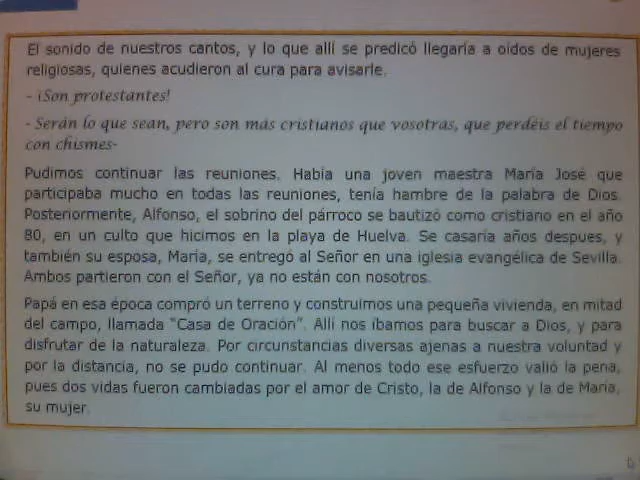 El sonido de nuestros cantos, y lo que allí se predicó llegaría a oídos de mujeres
religiosas, quienes acudieron al cura para avisarle.
- ¡Son protestantes!
- Serán lo que sean, pero son más cristianos que vosotras, que perdéis el tiempo
con chismes-
Pudimos continuar las reuniones. Había una joven maestra María José que
participaba mucho en todas las reuniones, tenía hambre de la palabra de Dios.
Posteriormente, Alfonso, el sobrino del párroco se bautizó como cristiano en el año
80, en un culto que hicimos en la playa de Huelva. Se casaría años despues, y
también su esposa, María, se entregó al Señor en una iglesia evangélica de Sevilla.
Ambos partieron con el Señor, ya no están con nosotros.
Papá en esa época compró un terreno y construimos una pequeña vivienda, en mitad
del campo, llamada "Casa de Oración". Allí nos íbamos para buscar a Dios, y para
disfrutar de la naturaleza. Por circunstancias diversas ajenas a nuestra voluntad y
por la distancia, no se pudo continuar. Al menos todo ese esfuerzo valió la pena,
pues dos vidas fueron cambiadas por el amor de Cristo, la de Alfonso y la de María,
su mujer.